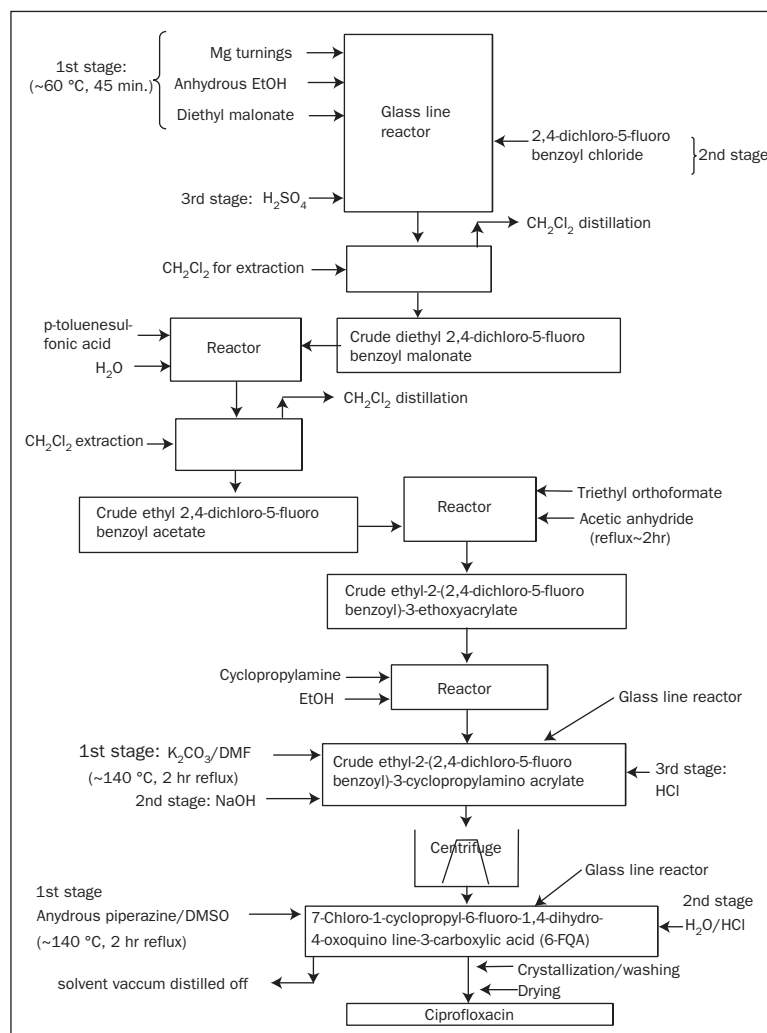 1st stage:
(~60 °C, 45 min.)
Mg turnings
Anhydrous EtOH
Diethyl malonate
Glass line
reactor
2,4-dichloro-5-fluoro
benzoyl chloride
2nd stage
3rd stage: H₂SO₄
CH₂Cl₂ distillation
CH₂Cl₂ for extraction
p-toluenesul-
fonic acid
H₂O
Reactor
Crude diethyl 2,4-dichloro-5-fluoro
benzoyl malonate
CH₂Cl₂ distillation
CH₂Cl₂ extraction
Crude ethyl 2,4-dichloro-5-fluoro
benzoyl acetate
Reactor
Triethyl orthoformate
Acetic anhydride
(reflux~2hr)
Crude ethyl-2-(2,4-dichloro-5-fluoro
benzoyl)-3-ethoxyacrylate
Cyclopropylamine
EtOH
Reactor
Glass line reactor
1st stage: K₂CO₃/DMF
(~140 °C, 2 hr reflux)
2nd stage: NaOH
Crude ethyl-2-(2,4-dichloro-5-fluoro
benzoyl)-3-cyclopropylamino acrylate
3rd stage:
HCl
Centrifuge
Glass line reactor
1st stage
Anydrous piperazine/DMSO
(~140 °C, 2 hr reflux)
7-Chloro-1-cyclopropyl-6-fluoro-1,4-dihydro-
4-oxoquino line-3-carboxylic acid (6-FQA)
2nd stage
H₂O/HCl
solvent vaccum distilled off
Crystallization/washing
Drying
Ciprofloxacin